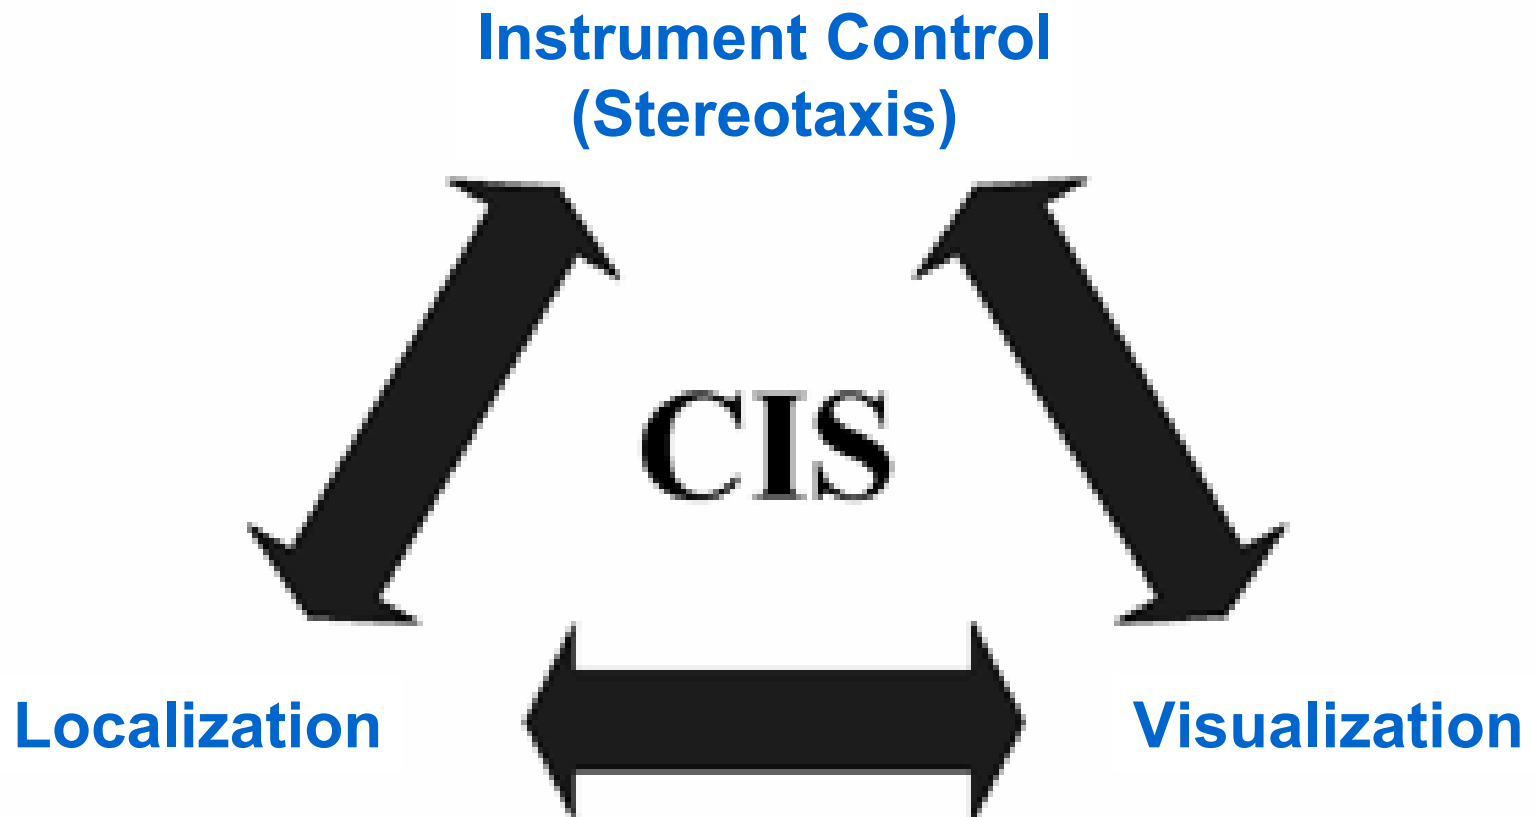 Instrument Control
(Stereotaxis)
CIS
Localization
Visualization